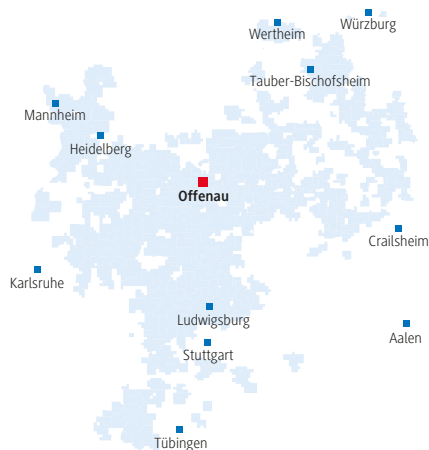 Würzburg
Wertheim
Tauber-Bischofsheim
Mannheim
Heidelberg
Offenau
Crailsheim
Karlsruhe
Ludwigsburg
Aalen
Stuttgart
Tübingen